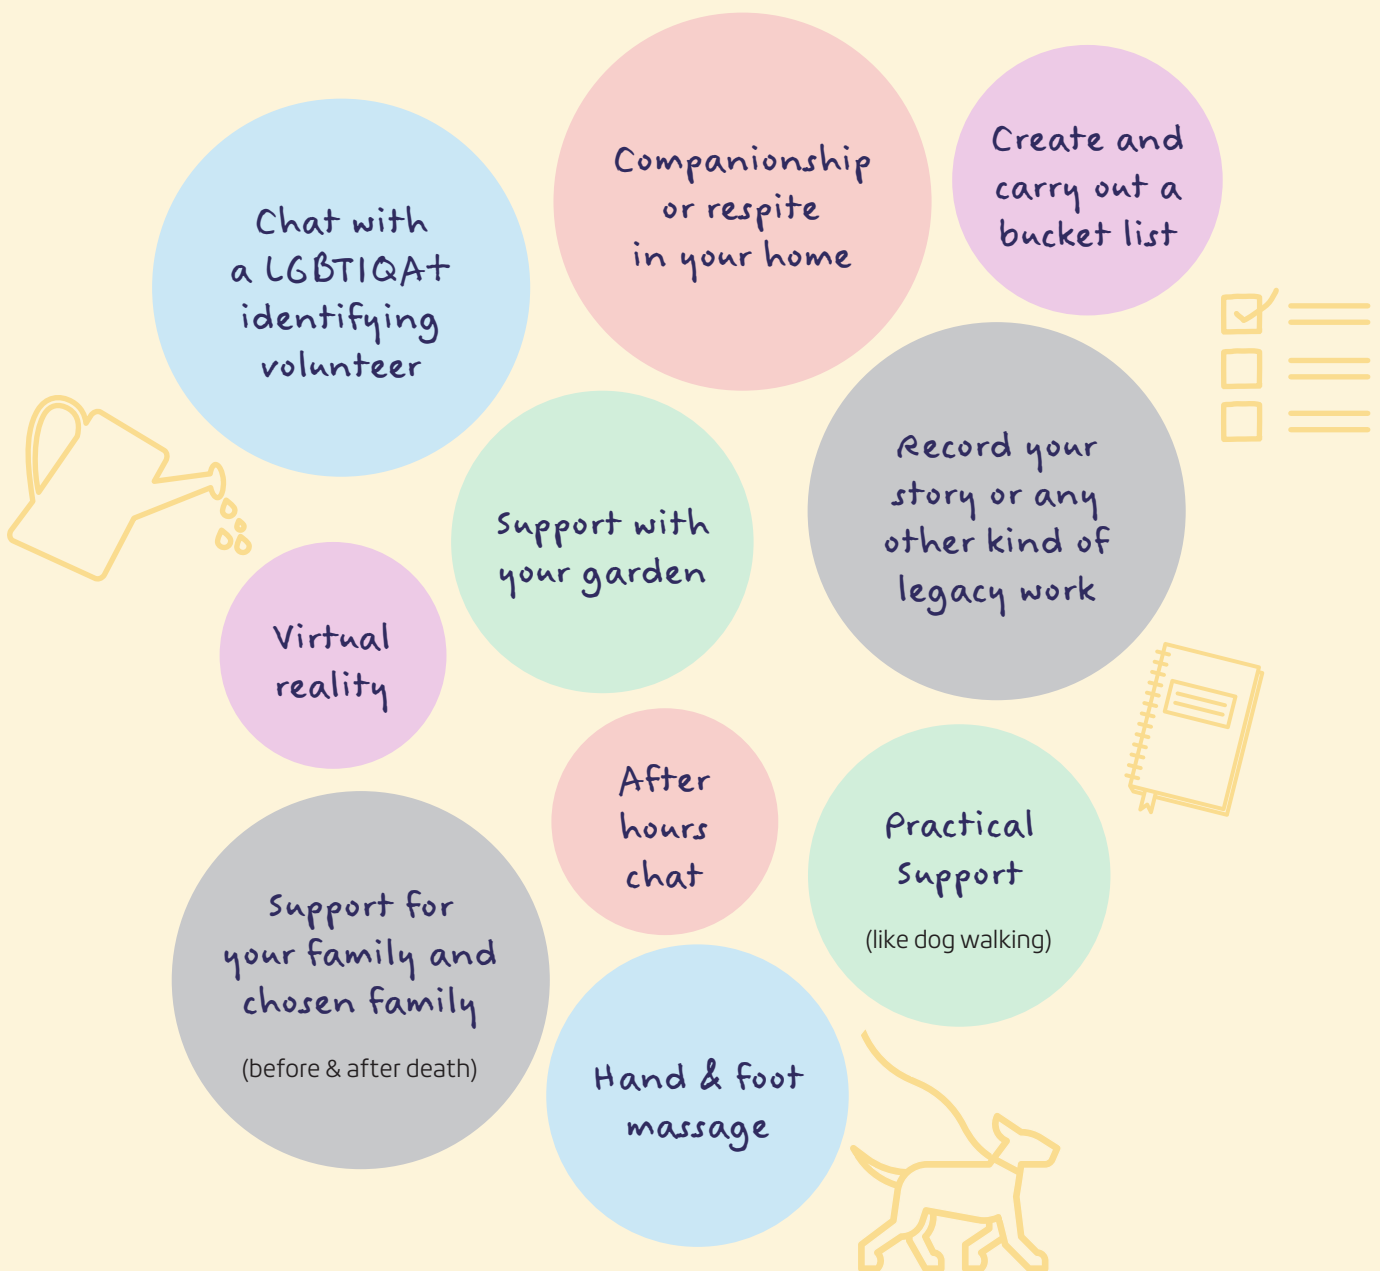 Chat with
a LGBTIQA+
identifying
volunteer
Companionship
or respite
in your home
Create and
carry out a
bucket list
Support with
your garden
Record your
story or any
other kind of
legacy work
Virtual
reality
After
hours
chat
Practical
Support
(like dog walking)
Support for
your family and
chosen family
(before & after death)
Hand & foot
massage